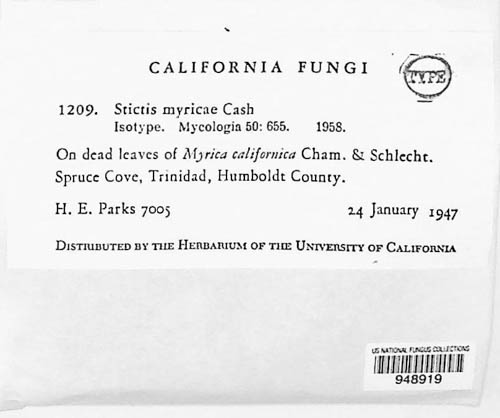 CALIFORNIA FUNGI
TYPE
1209. Stictis myricae Cash
Isotype. Mycologia 50: 655. 1958.
On dead leaves of Myrica californica Cham. & Schlecht.
Spruce Cove, Trinidad, Humboldt County.
H. E. Parks 7005 24 January 1947
DISTRIBUTED BY THE HERBARIUM OF THE UNIVERSITY OF CALIFORNIA
US NATIONAL FUNGUS COLLECTIONS
948919